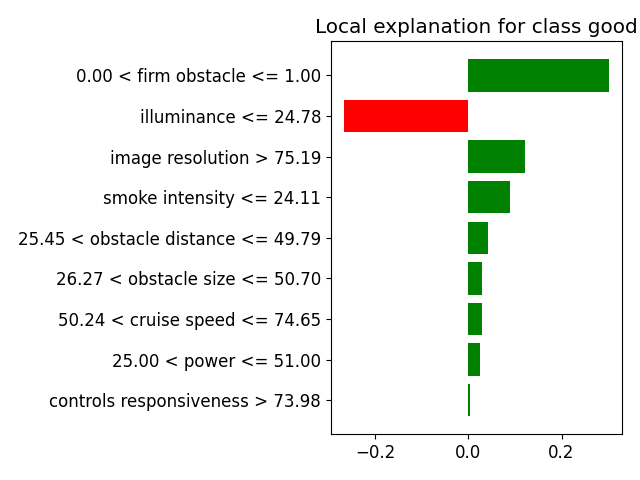 Local explanation for class good
0.00 < firm obstacle <= 1.00
illuminance <= 24.78
image resolution > 75.19
smoke intensity <= 24.11
25.45 < obstacle distance <= 49.79
26.27 < obstacle size <= 50.70
50.24 < cruise speed <= 74.65
25.00 < power <= 51.00
controls responsiveness > 73.98
−0.2 0.0 0.2